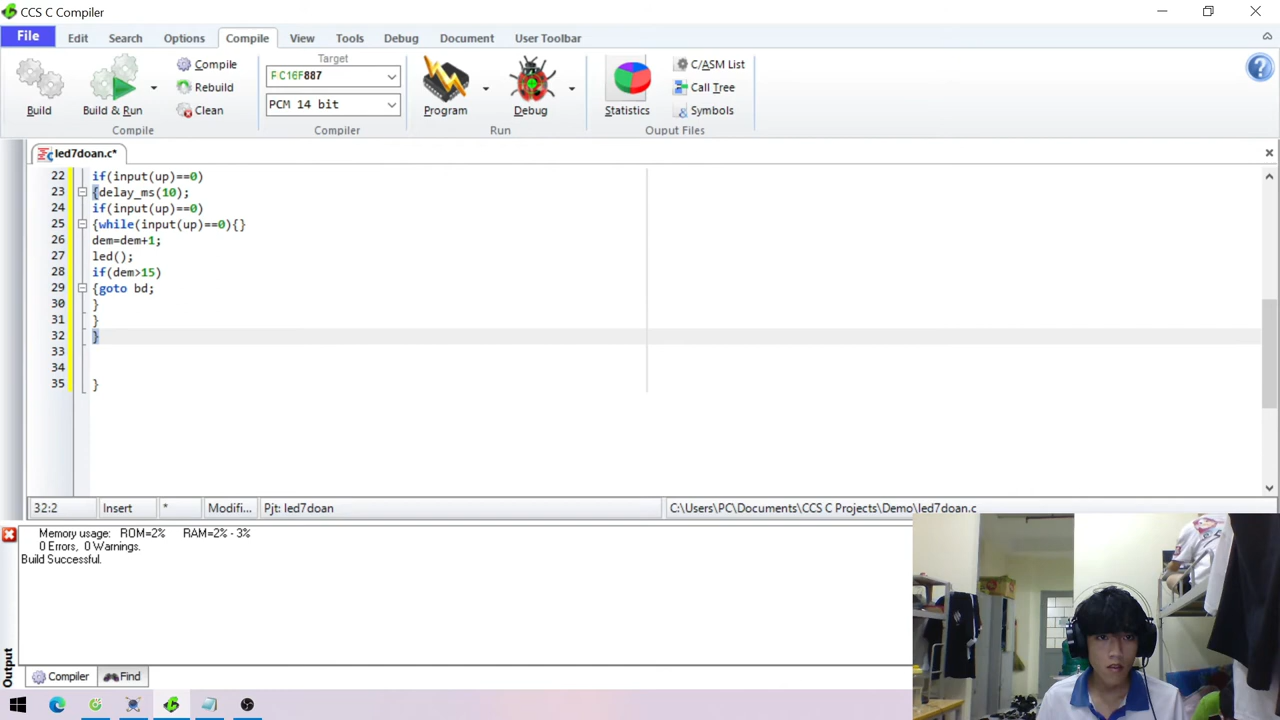 CCS C Compiler
File Edit Search Options Compile View Tools Debug Document User Toolbar
Build
Build & Run
Compile
Rebuild
Clean
Compile
Target
PCM 14 bit
Compiler
Program
Debug
Run
Statistics
C/ASM List
Call Tree
Symbols
Ouput Files
led7doan.c*
22 if(input(up)==0)
23 {delay_ms(10);
24 if(input(up)==0)
25 {while(input(up)==0){}
26 dem=dem+1;
27 led();
28 if(dem>15)
29 {goto bd;
30 }
31 }
32 }
33
34
35 }
32:2 Insert * Modifi... Pjt: led7doan C:\Users\PC\Documents\CCS C Projects\Demo\led7doan.c
Memory usage: ROM=2% RAM=2% - 3%
0 Errors, 0 Warnings.
Build Successful.
Output
Compiler Find